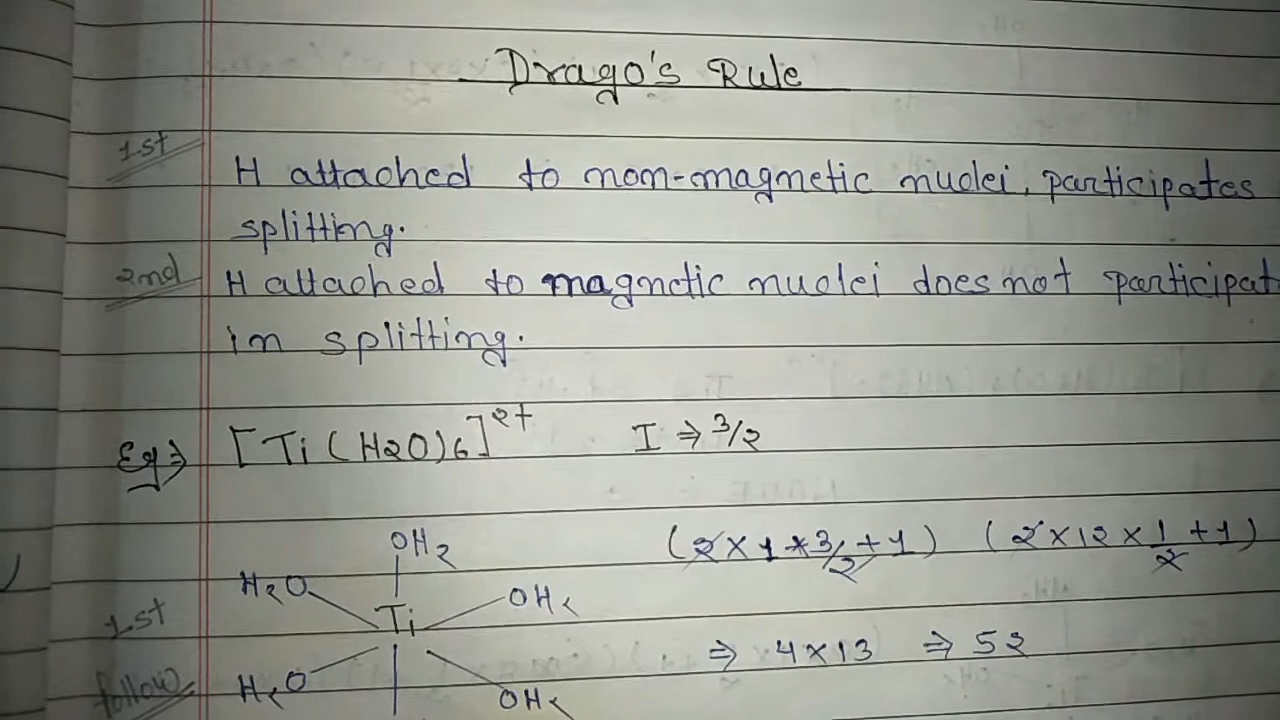 Drago's Rule
1st
H attached to non-magnetic nuclei, participates
splitting.
2nd
H attached to magnetic nuclei does not participat
in splitting.
Eg⇒ [Ti(H2O)6]2+ I ⇒ 3/2
(2×1×3/2+1) (2×12×1/2+1)
OH2
H2O
OH2
Ti
1st
⇒ 4×13 ⇒ 52
follow
H2O
OH2